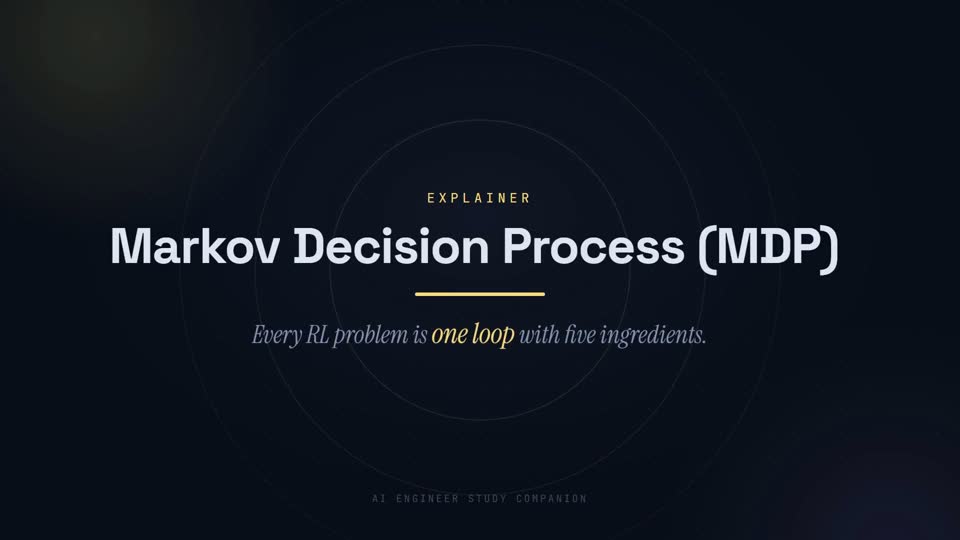 EXPLAINER
Markov Decision Process (MDP)
Every RL problem is one loop with five ingredients.
AI ENGINEER STUDY COMPANION